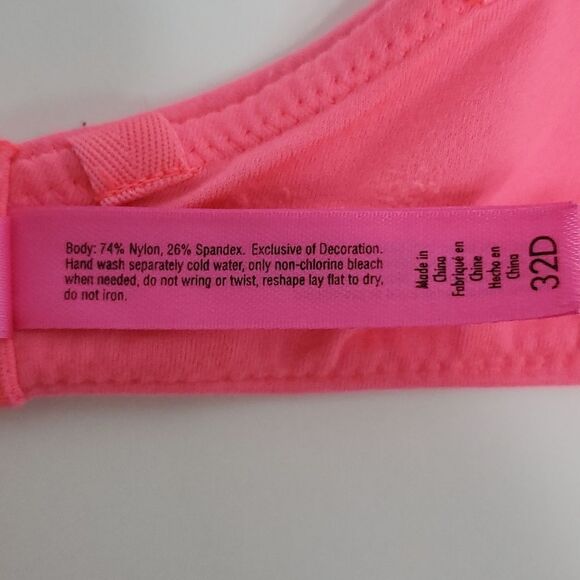 Body: 74% Nylon, 26% Spandex. Exclusive of Decoration.
Hand wash separately cold water, only non-chlorine bleach
when needed, do not wring or twist, reshape lay flat to dry,
do not iron.
Made in
China
Fabriqué en
Chine
Hecho en
China
32D